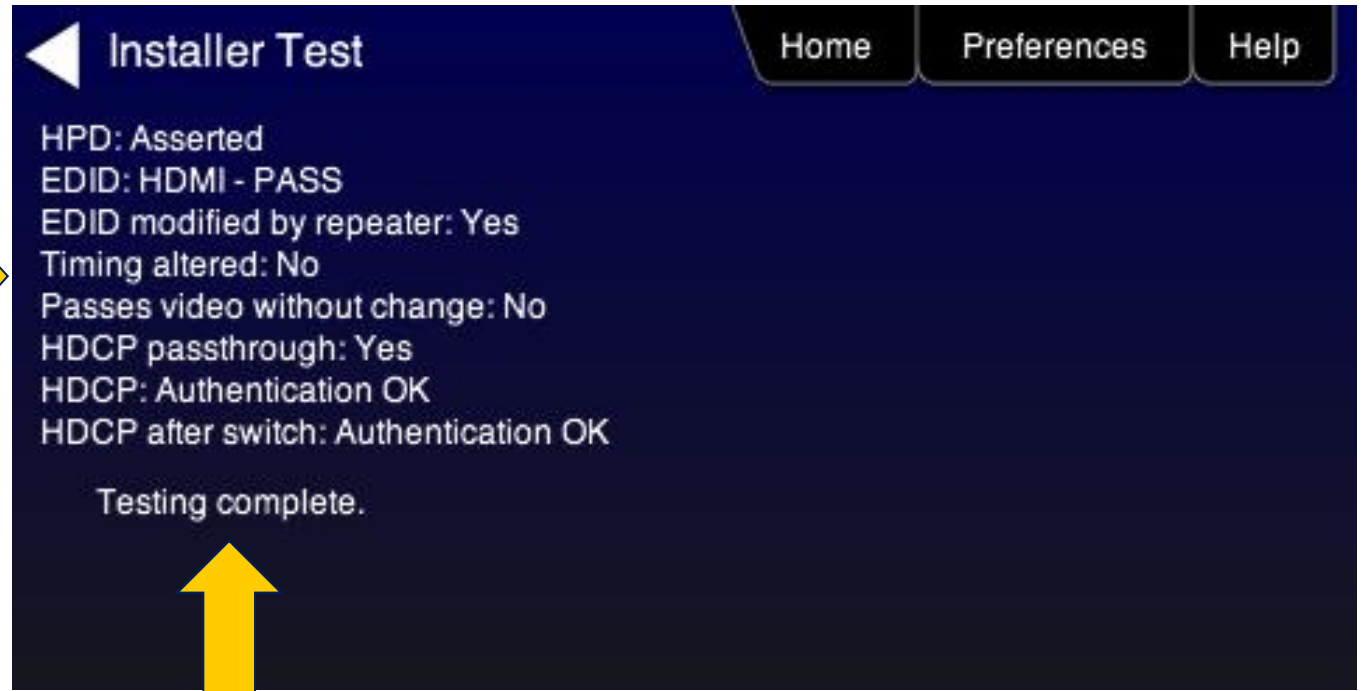 Installer Test
Home
Preferences
Help
HPD: Asserted
EDID: HDMI - PASS
EDID modified by repeater: Yes
Timing altered: No
Passes video without change: No
HDCP passthrough: Yes
HDCP: Authentication OK
HDCP after switch: Authentication OK
Testing complete.